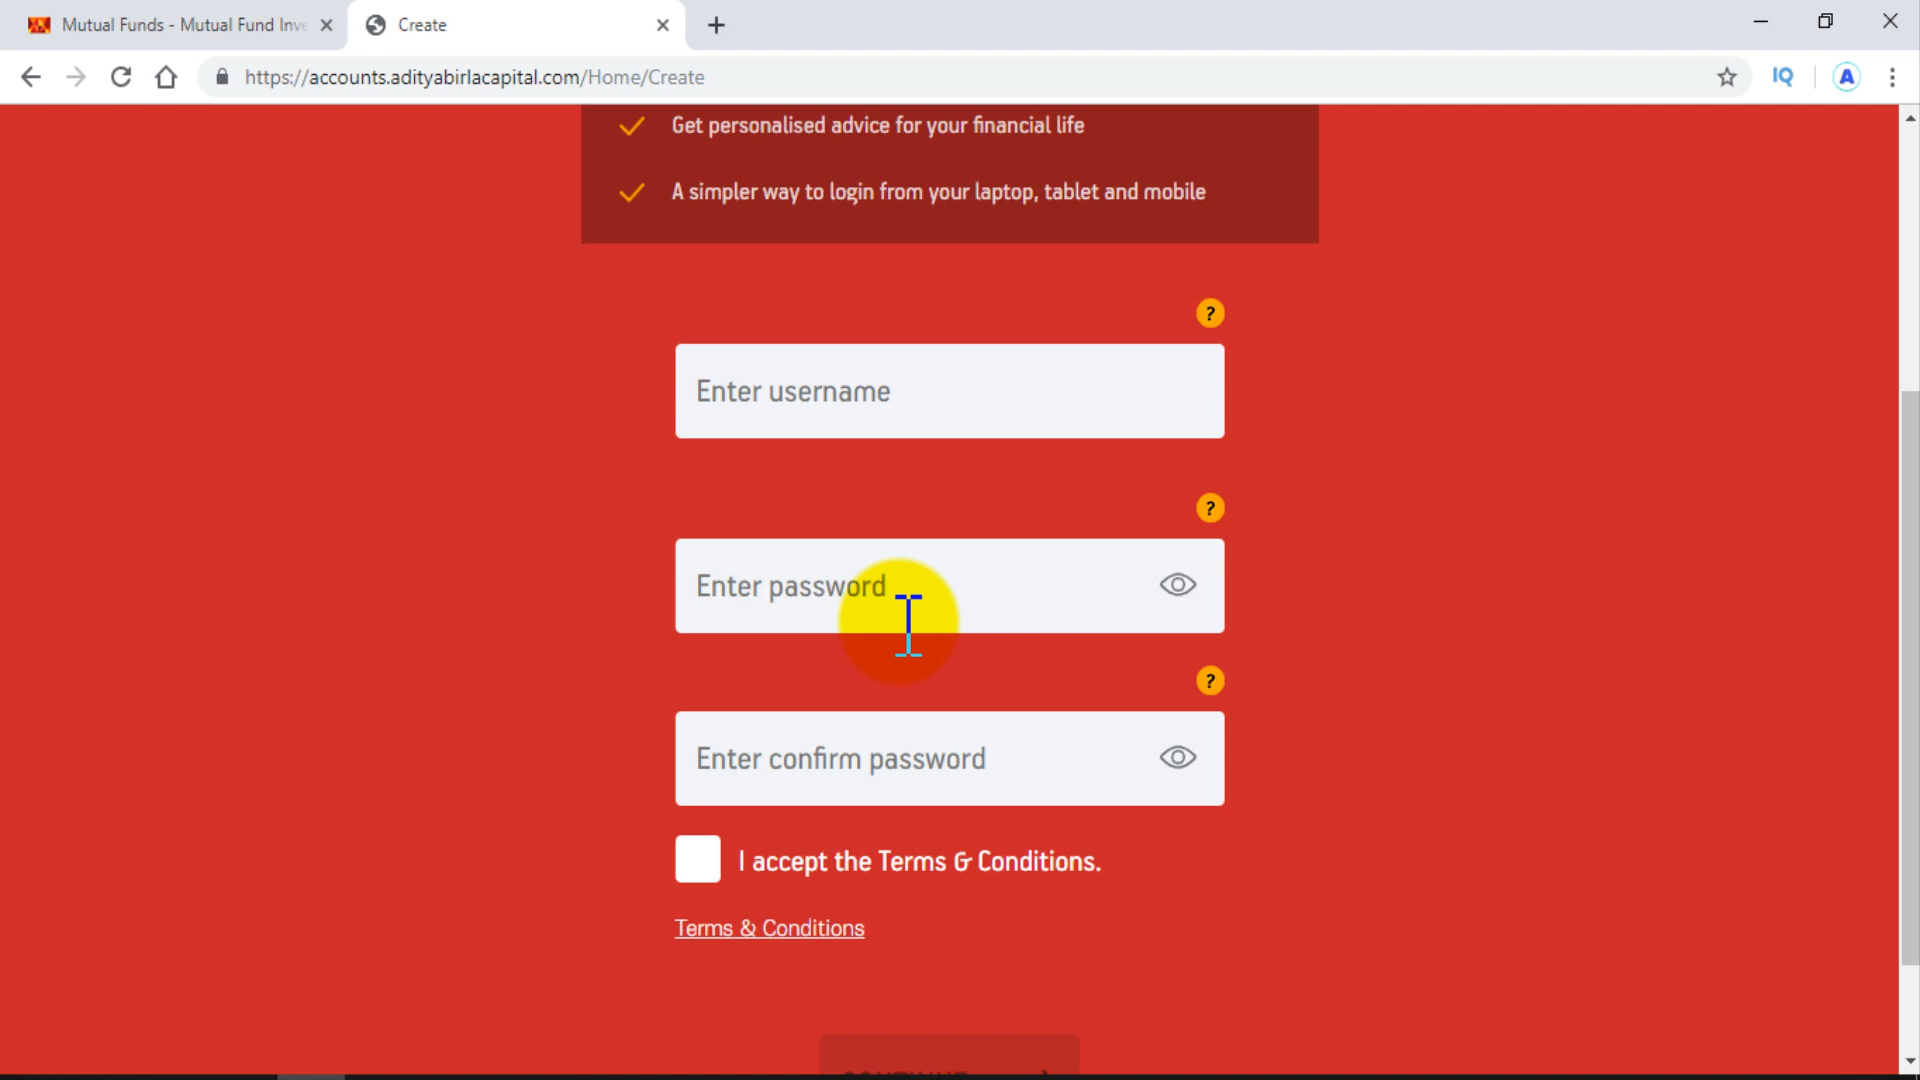 Mutual Funds - Mutual Fund Inve
Create
https://accounts.adityabirlacapital.com/Home/Create
IQ
A
Get personalised advice for your financial life
A simpler way to login from your laptop, tablet and mobile
?
Enter username
?
Enter password
?
Enter confirm password
I accept the Terms & Conditions.
Terms & Conditions
CONTINUE